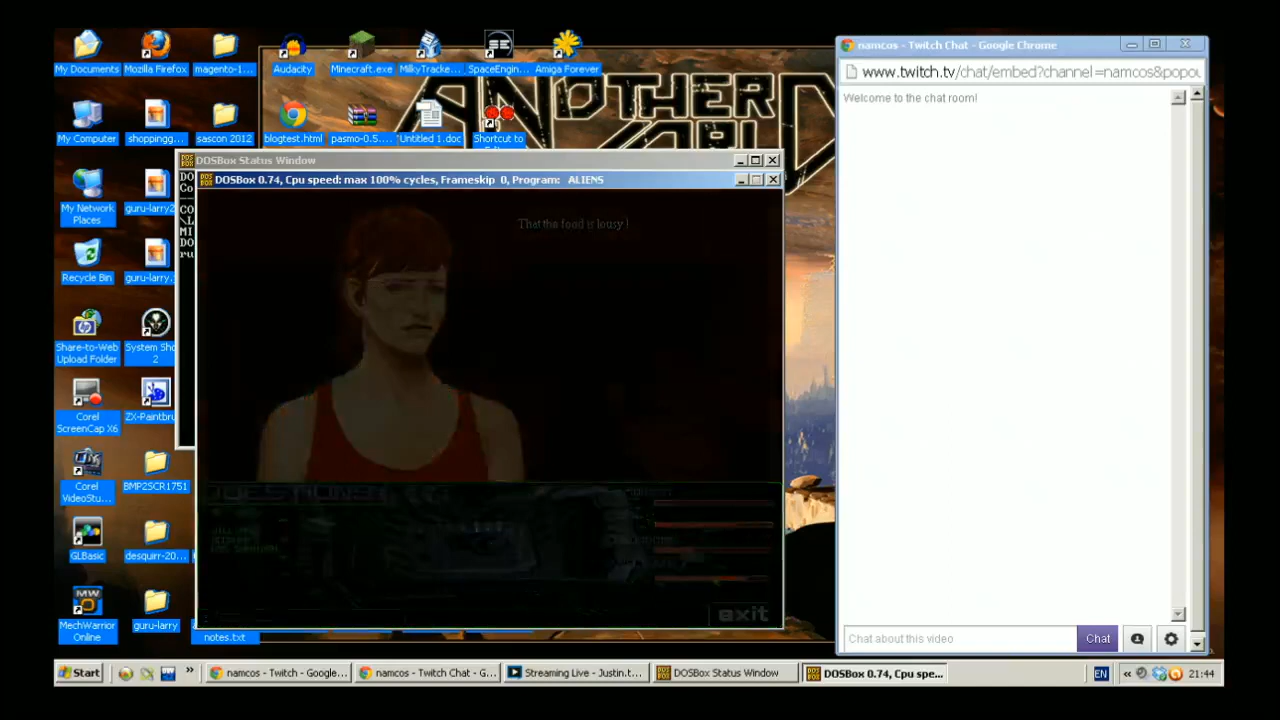 My Documents
Mozilla Firefox
magento-1...
Audacity
Minecraft.exe
MilkyTracke...
SpaceEngin...
Amiga Forever
ANOTHER
My Computer
shoppingg...
sascon 2012
blogtest.html
pasmo-0.5....
Untitled 1.doc
Shortcut to
DOSBox Status Window
DOSBox 0.74, Cpu speed: max 100% cycles, Frameskip 0, Program: ALIENS
That the food is lousy !
My Network
Places
guru-larry2
Recycle Bin
guru-larry.
Share-to-Web
Upload Folder
System Sho
2
Corel
ScreenCap X6
ZX-Paintbru
Corel
VideoStu...
BMP2SCR1751
GLBasic
desquirr-20...
MechWarrior
Online
guru-larry
notes.txt
QUESTIONS
exit
namcos - Twitch Chat - Google Chrome
www.twitch.tv/chat/embed?channel=namcos&popou
Welcome to the chat room!
Chat about this video
Chat
Start
»
namcos - Twitch - Google...
namcos - Twitch Chat - G...
Streaming Live - Justin.t...
DOSBox Status Window
DOSBox 0.74, Cpu spe...
EN
«
21:44